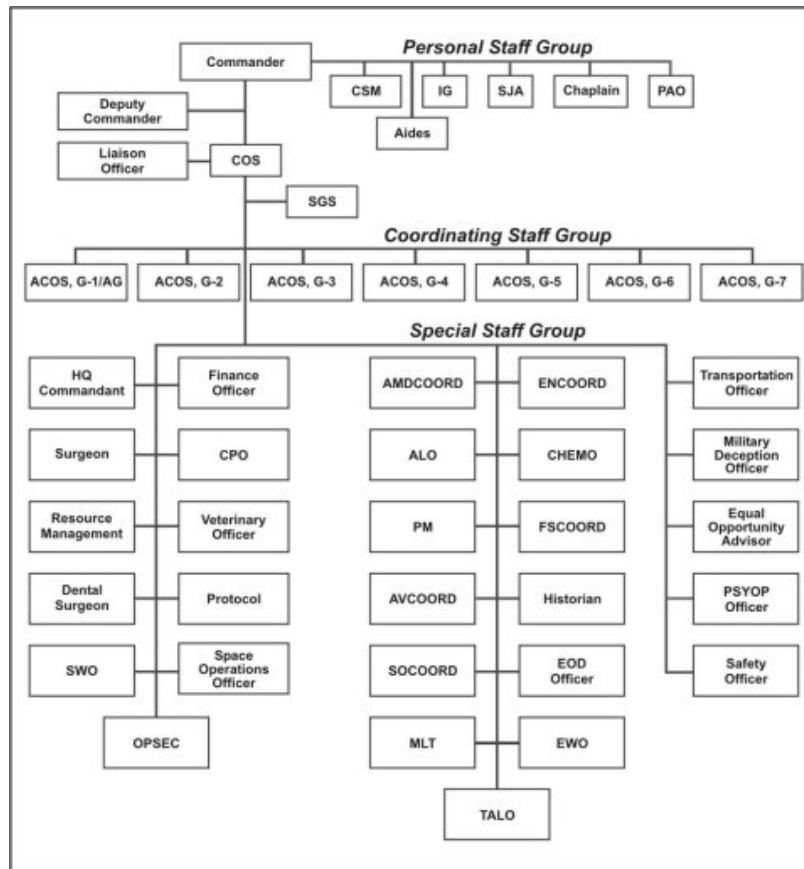 Personal Staff Group
Commander
CSM
IG
SJA
Chaplain
PAO
Deputy
Commander
Aides
Liaison
Officer
COS
SGS
Coordinating Staff Group
ACOS, G-1/AG
ACOS, G-2
ACOS, G-3
ACOS, G-4
ACOS, G-5
ACOS, G-6
ACOS, G-7
Special Staff Group
HQ
Commandant
Finance
Officer
AMDCOORD
ENCOORD
Transportation
Officer
Surgeon
CPO
ALO
CHEMO
Military
Deception
Officer
Resource
Management
Veterinary
Officer
PM
FSCOORD
Equal
Opportunity
Advisor
Dental
Surgeon
Protocol
AVCOORD
Historian
PSYOP
Officer
SWO
Space
Operations
Officer
SOCOORD
EOD
Officer
Safety
Officer
OPSEC
MLT
EWO
TALO